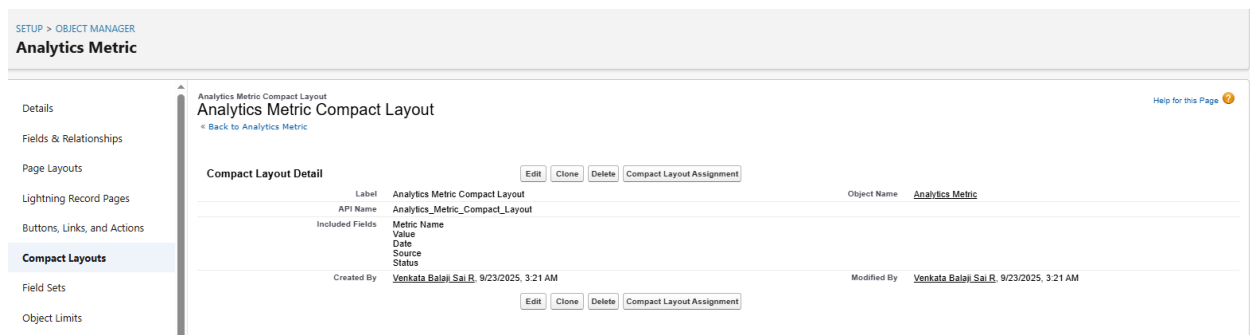 SETUP > OBJECT MANAGER
Analytics Metric
Details
Fields & Relationships
Page Layouts
Lightning Record Pages
Buttons, Links, and Actions
Compact Layouts
Field Sets
Object Limits
Analytics Metric Compact Layout
Analytics Metric Compact Layout
« Back to Analytics Metric
Help for this Page ?
Compact Layout Detail Edit Clone Delete Compact Layout Assignment
Label Analytics Metric Compact Layout Object Name Analytics Metric
API Name Analytics_Metric_Compact_Layout
Included Fields Metric Name
Value
Date
Source
Status
Created By Venkata Balaji Sai R, 9/23/2025, 3:21 AM Modified By Venkata Balaji Sai R, 9/23/2025, 3:21 AM
Edit Clone Delete Compact Layout Assignment